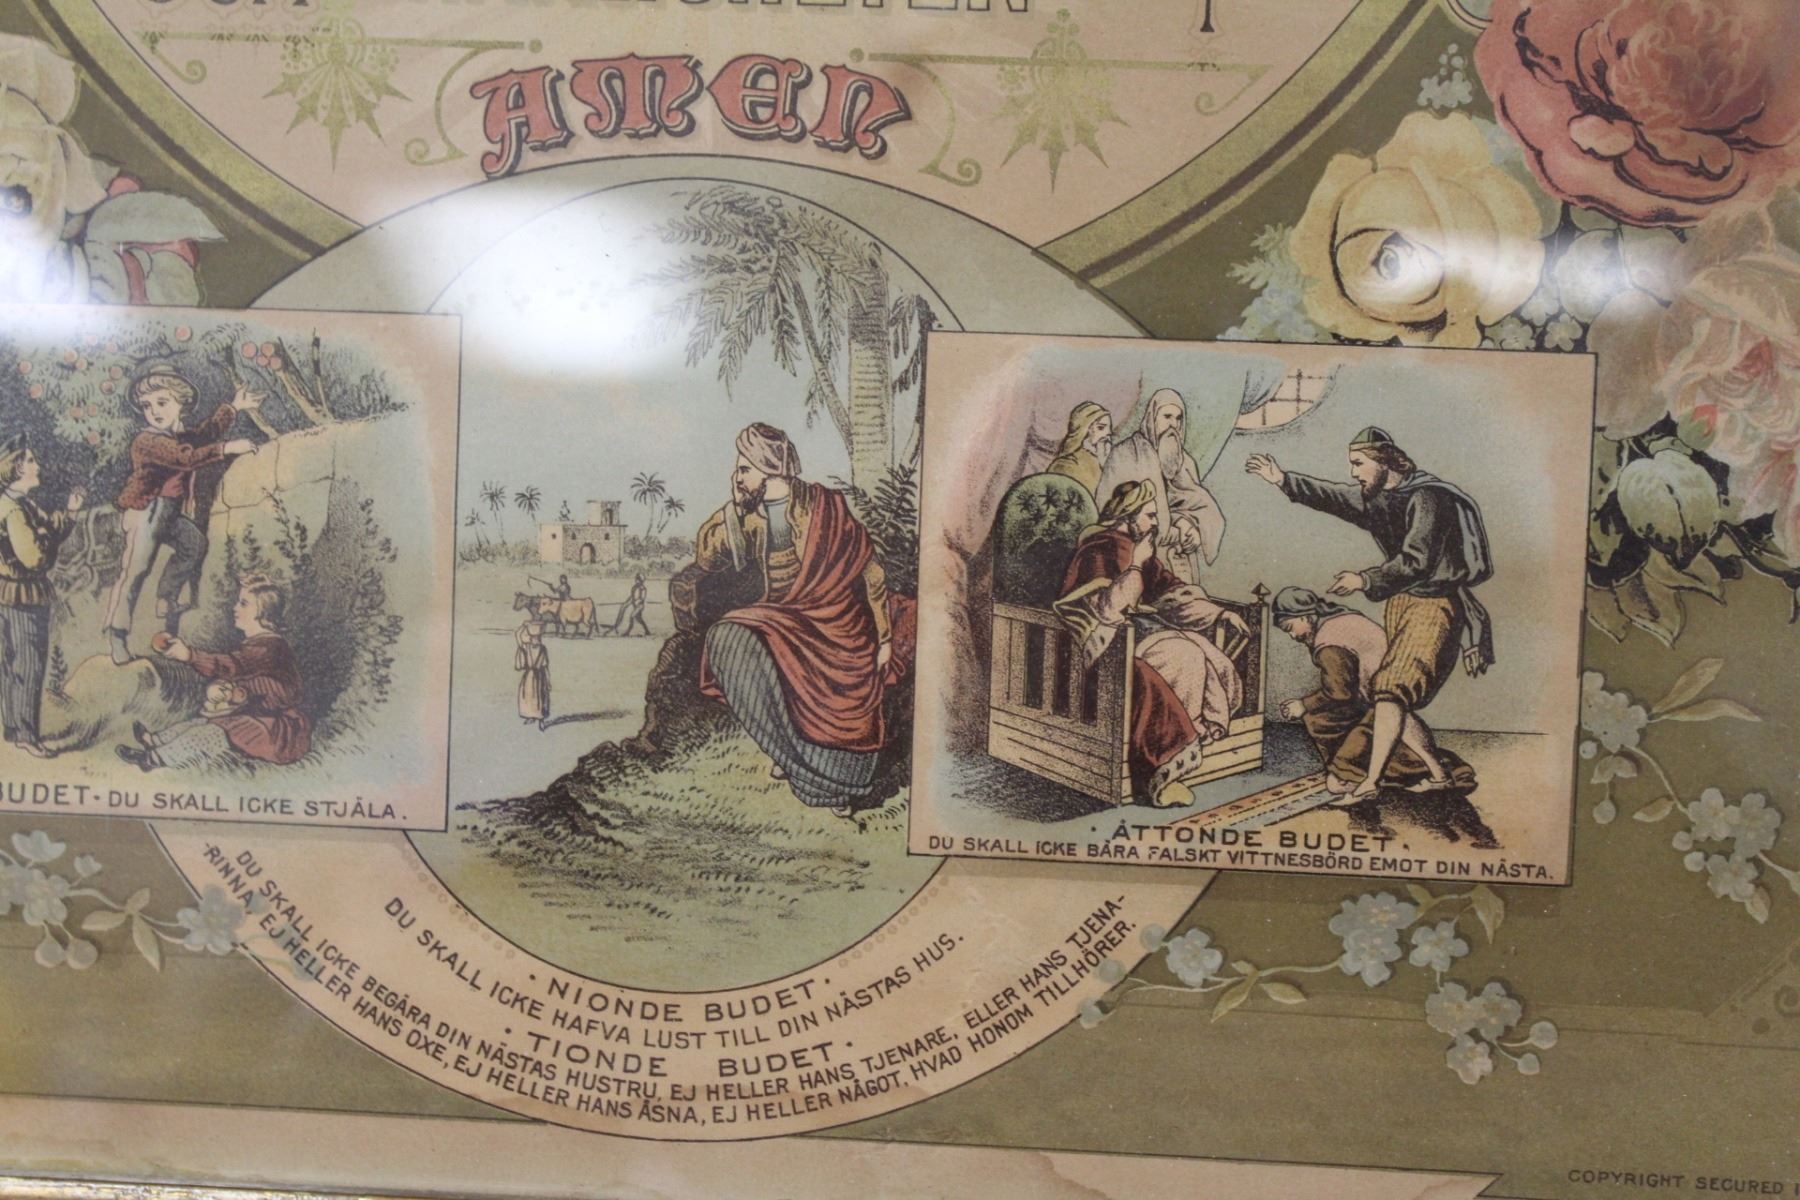 AMEN
BUDET · DU SKALL ICKE STJÄLA.
· ÅTTONDE BUDET ·
DU SKALL ICKE BÄRA FALSKT VITTNESBÖRD EMOT DIN NÄSTA.
· NIONDE BUDET ·
DU SKALL ICKE HAFVA LUST TILL DIN NÄSTAS HUS.
· TIONDE BUDET ·
DU SKALL ICKE BEGÄRA DIN NÄSTAS HUSTRU, EJ HELLER HANS TJENARE, ELLER HANS TJENA-
RINNA, EJ HELLER HANS OXE, EJ HELLER HANS ÅSNA, EJ HELLER NÅGOT, HVAD HONOM TILLHÖRER.
COPYRIGHT SECURED